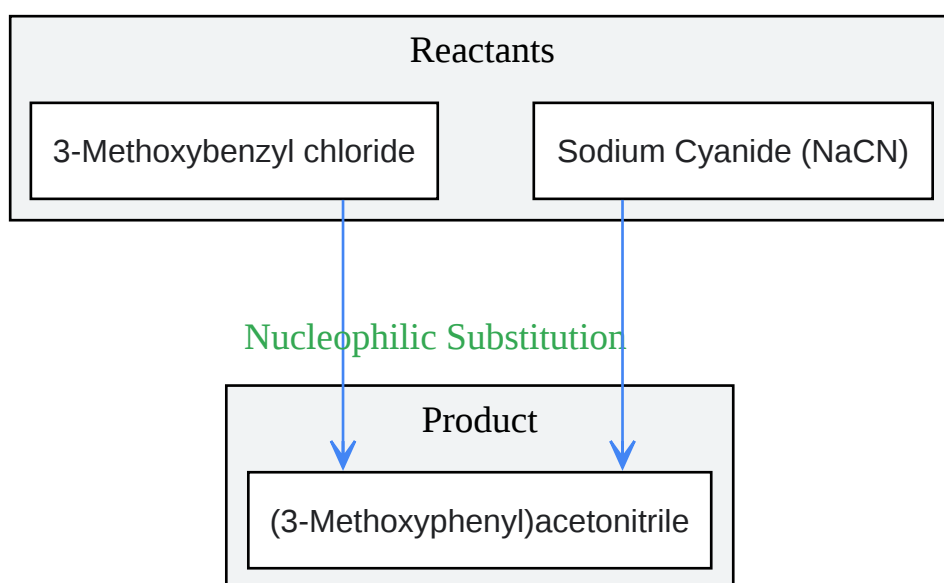 Reactants
3-Methoxybenzyl chloride
Sodium Cyanide (NaCN)
Nucleophilic Substitution
Product
(3-Methoxyphenyl)acetonitrile